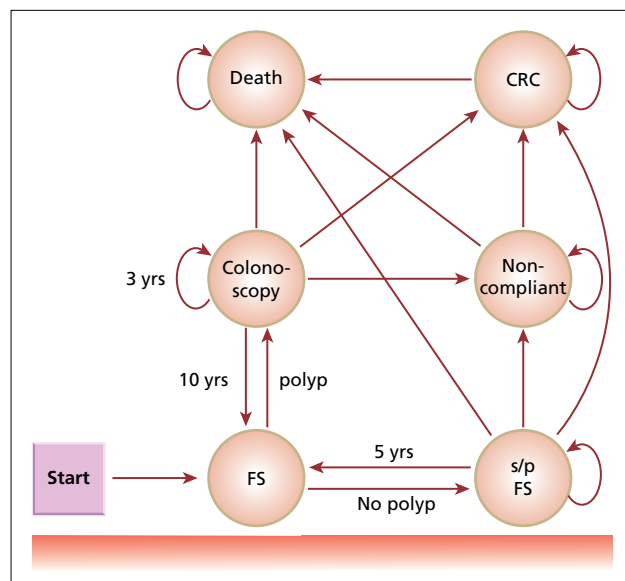 Death
CRC
3 yrs
Colono-
scopy
Non-
compliant
10 yrs
polyp
Start
FS
5 yrs
No polyp
s/p
FS